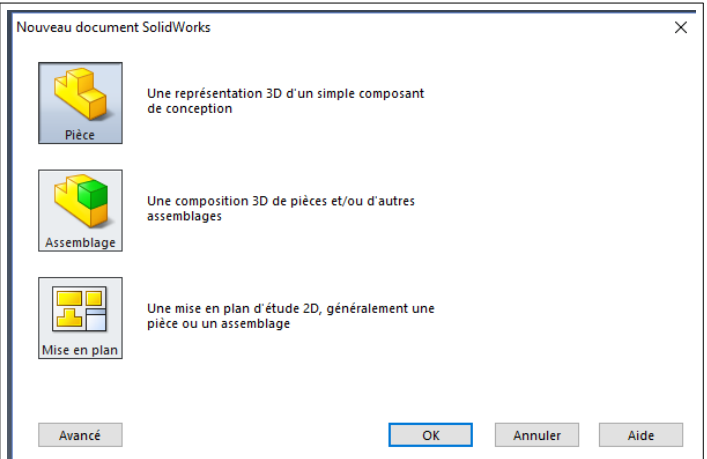 Nouveau document SolidWorks
Pièce
Une représentation 3D d'un simple composant
de conception
Assemblage
Une composition 3D de pièces et/ou d'autres
assemblages
Mise en plan
Une mise en plan d'étude 2D, généralement une
pièce ou un assemblage
Avancé
OK
Annuler
Aide